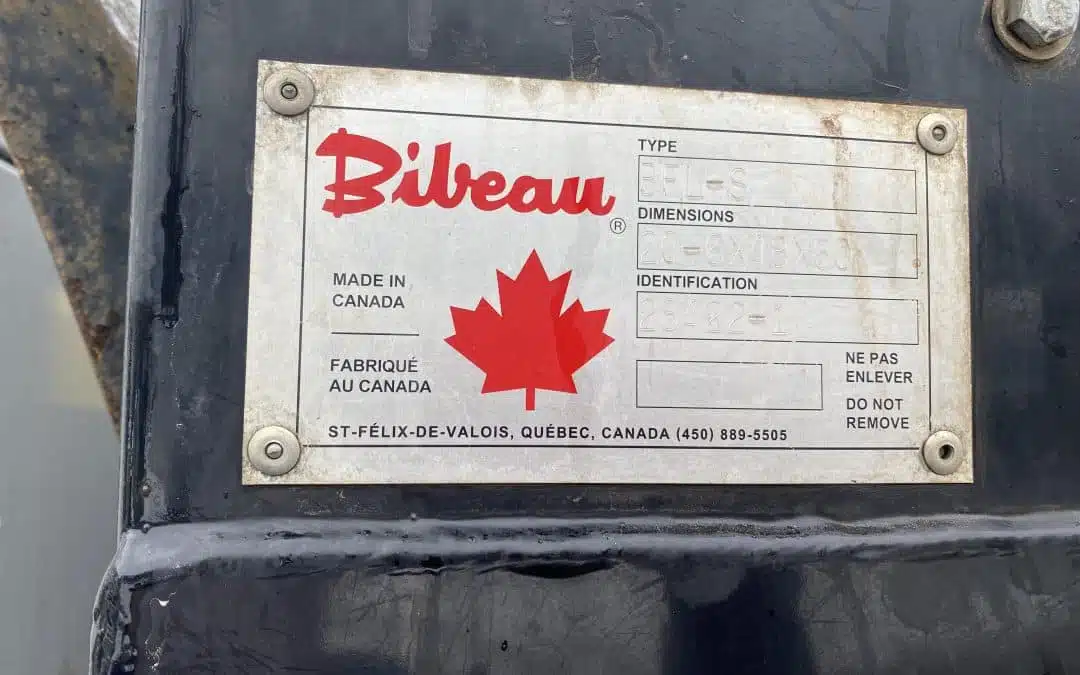 Bibeau
®
TYPE
BFL-S
DIMENSIONS
IDENTIFICATION
MADE IN
CANADA
FABRIQUÉ
AU CANADA
NE PAS
ENLEVER
DO NOT
REMOVE
ST-FÉLIX-DE-VALOIS, QUÉBEC, CANADA (450) 889-5505